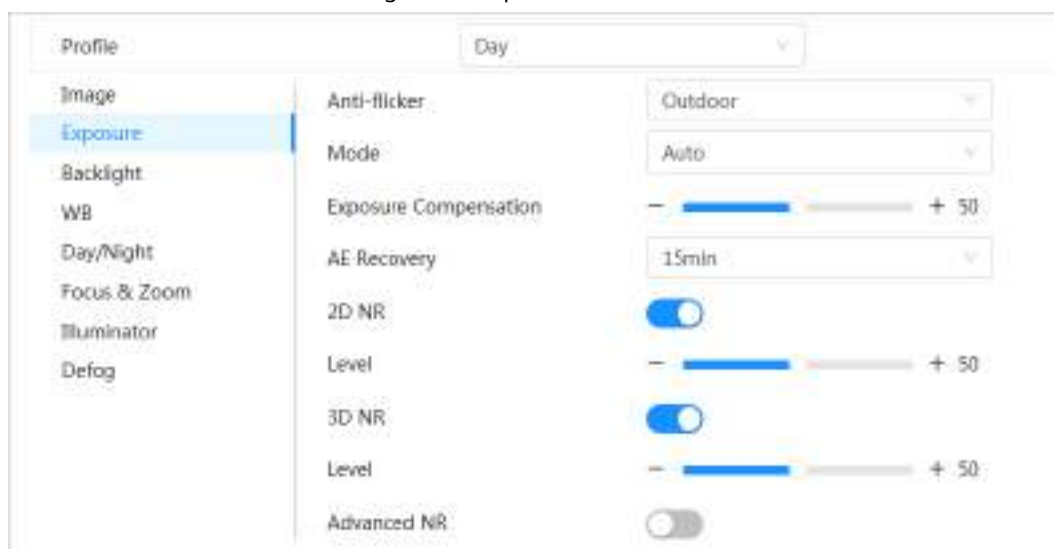 Profile Day
Image
Exposure
Backlight
WB
Day/Night
Focus & Zoom
Illuminator
Defog
Anti-flicker Outdoor
Mode Auto
Exposure Compensation - + 50
AE Recovery 15min
2D NR
Level - + 50
3D NR
Level - + 50
Advanced NR